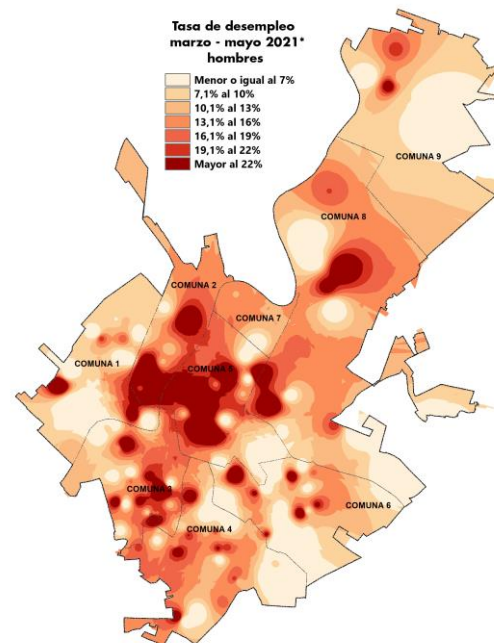 Tasa de desempleo
marzo - mayo 2021*
hombres
Menor o igual al 7%
7,1% al 10%
10,1% al 13%
13,1% al 16%
16,1% al 19%
19,1% al 22%
Mayor al 22%
COMUNA 9
COMUNA 8
COMUNA 2
COMUNA 7
COMUNA 1
COMUNA 5
COMUNA 3
COMUNA 6
COMUNA 4